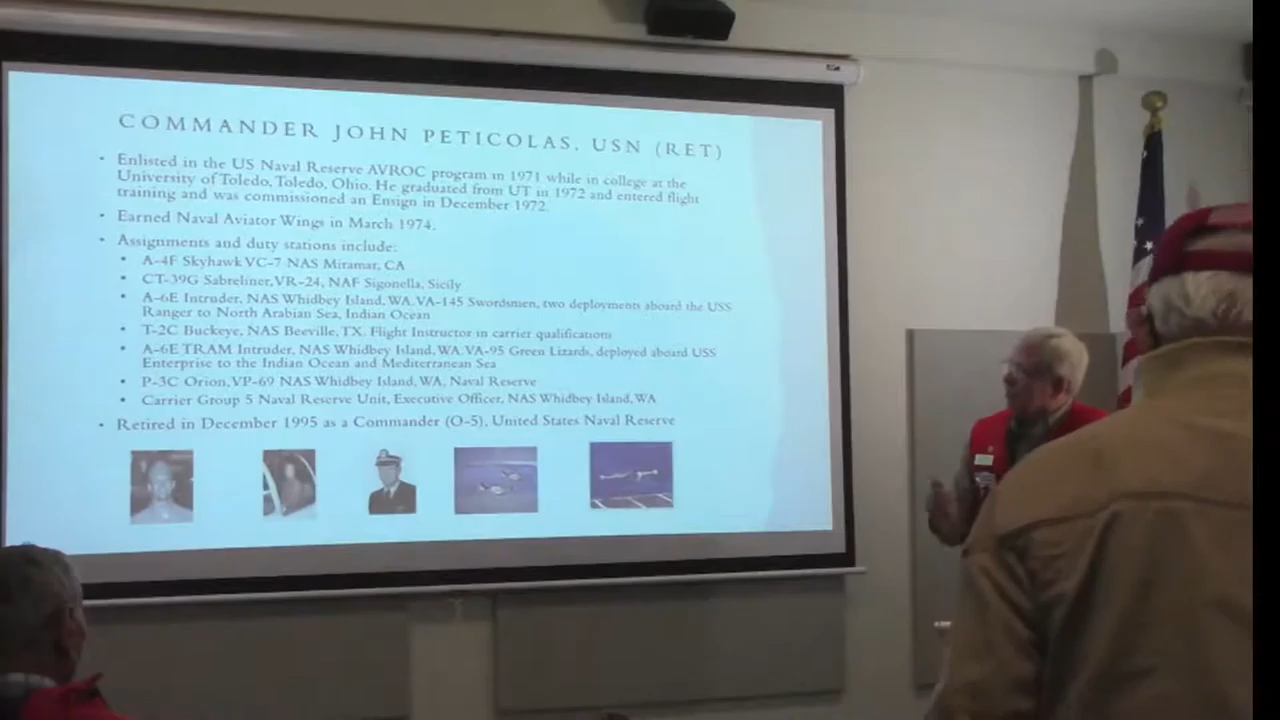 COMMANDER JOHN PETICOLAS, USN (RET)
• Enlisted in the US Naval Reserve AVROC program in 1971 while in college at the
University of Toledo, Toledo, Ohio. He graduated from UT in 1972 and entered flight
training and was commissioned an Ensign in December 1972.
• Earned Naval Aviator Wings in March 1974.
• Assignments and duty stations include:
• A-4F Skyhawk VC-7 NAS Miramar, CA
• CT-39G Sabreliner, VR-24, NAF Sigonella, Sicily
• A-6E Intruder, NAS Whidbey Island, WA. VA-145 Swordsmen, two deployments aboard the USS
Ranger to North Arabian Sea, Indian Ocean
• T-2C Buckeye, NAS Beeville, TX. Flight Instructor in carrier qualifications
• A-6E TRAM Intruder, NAS Whidbey Island, WA. VA-95 Green Lizards, deployed aboard USS
Enterprise to the Indian Ocean and Mediterranean Sea
• P-3C Orion, VP-69 NAS Whidbey Island, WA, Naval Reserve
• Carrier Group 5 Naval Reserve Unit, Executive Officer, NAS Whidbey Island, WA
• Retired in December 1995 as a Commander (O-5), United States Naval Reserve